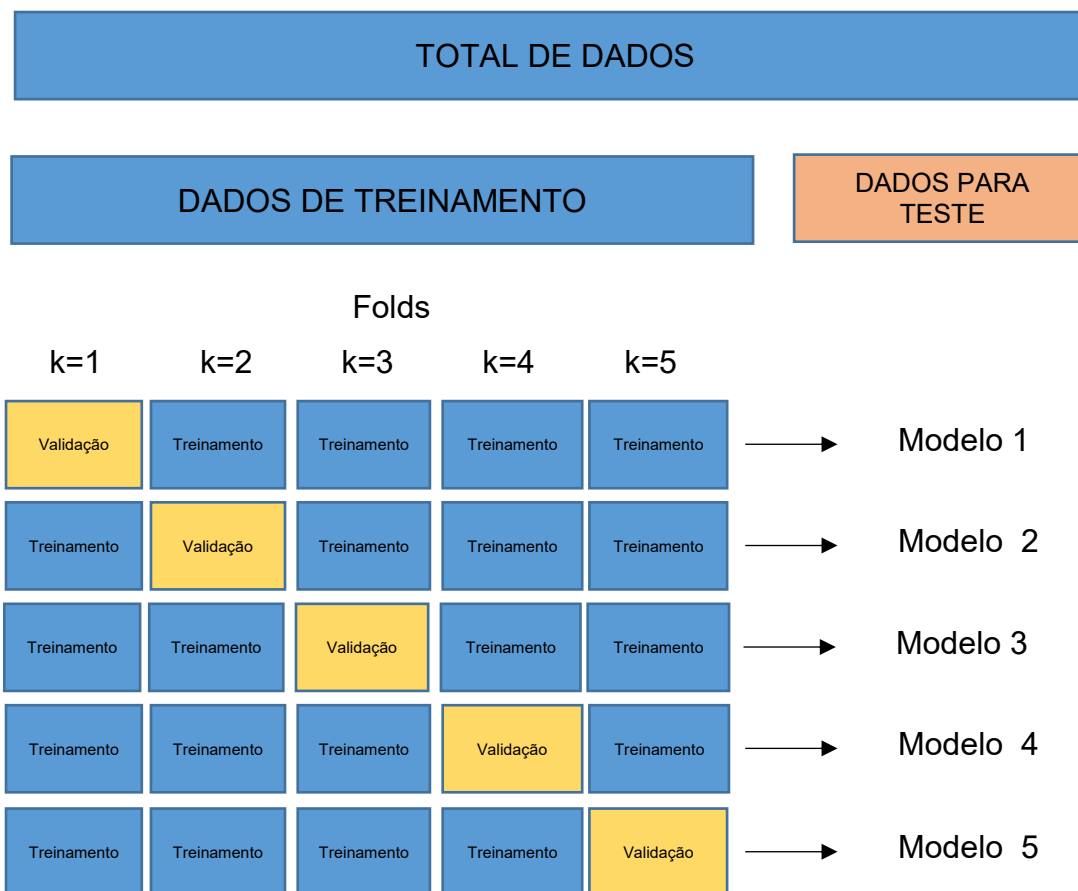 TOTAL DE DADOS
DADOS DE TREINAMENTO
DADOS PARA
TESTE
Folds
k=1 k=2 k=3 k=4 k=5
Validação Treinamento Treinamento Treinamento Treinamento Modelo 1
Treinamento Validação Treinamento Treinamento Treinamento Modelo 2
Treinamento Treinamento Validação Treinamento Treinamento Modelo 3
Treinamento Treinamento Treinamento Validação Treinamento Modelo 4
Treinamento Treinamento Treinamento Treinamento Validação Modelo 5